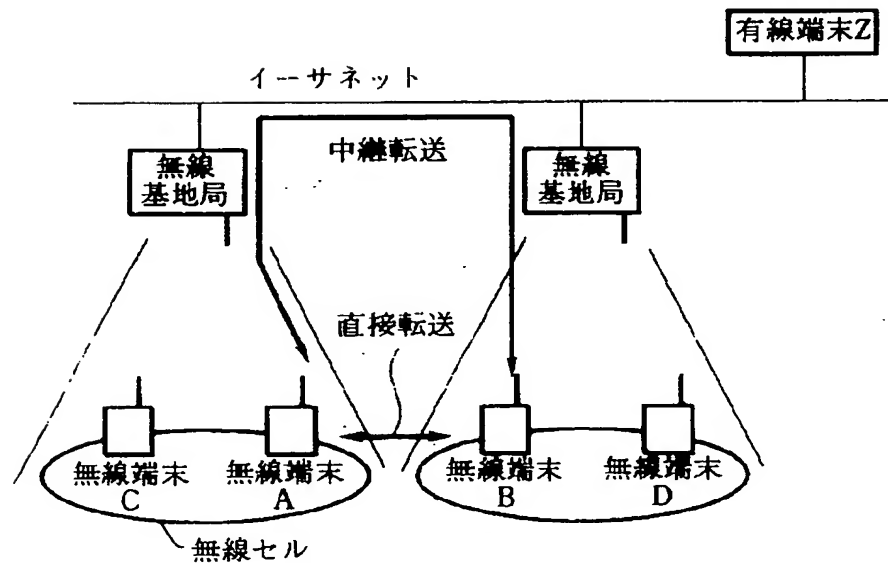 有線端末Z
イーサネット
中継転送
無線
基地局
無線
基地局
直接転送
無線端末
C
無線端末
A
無線端末
B
無線端末
D
無線セル